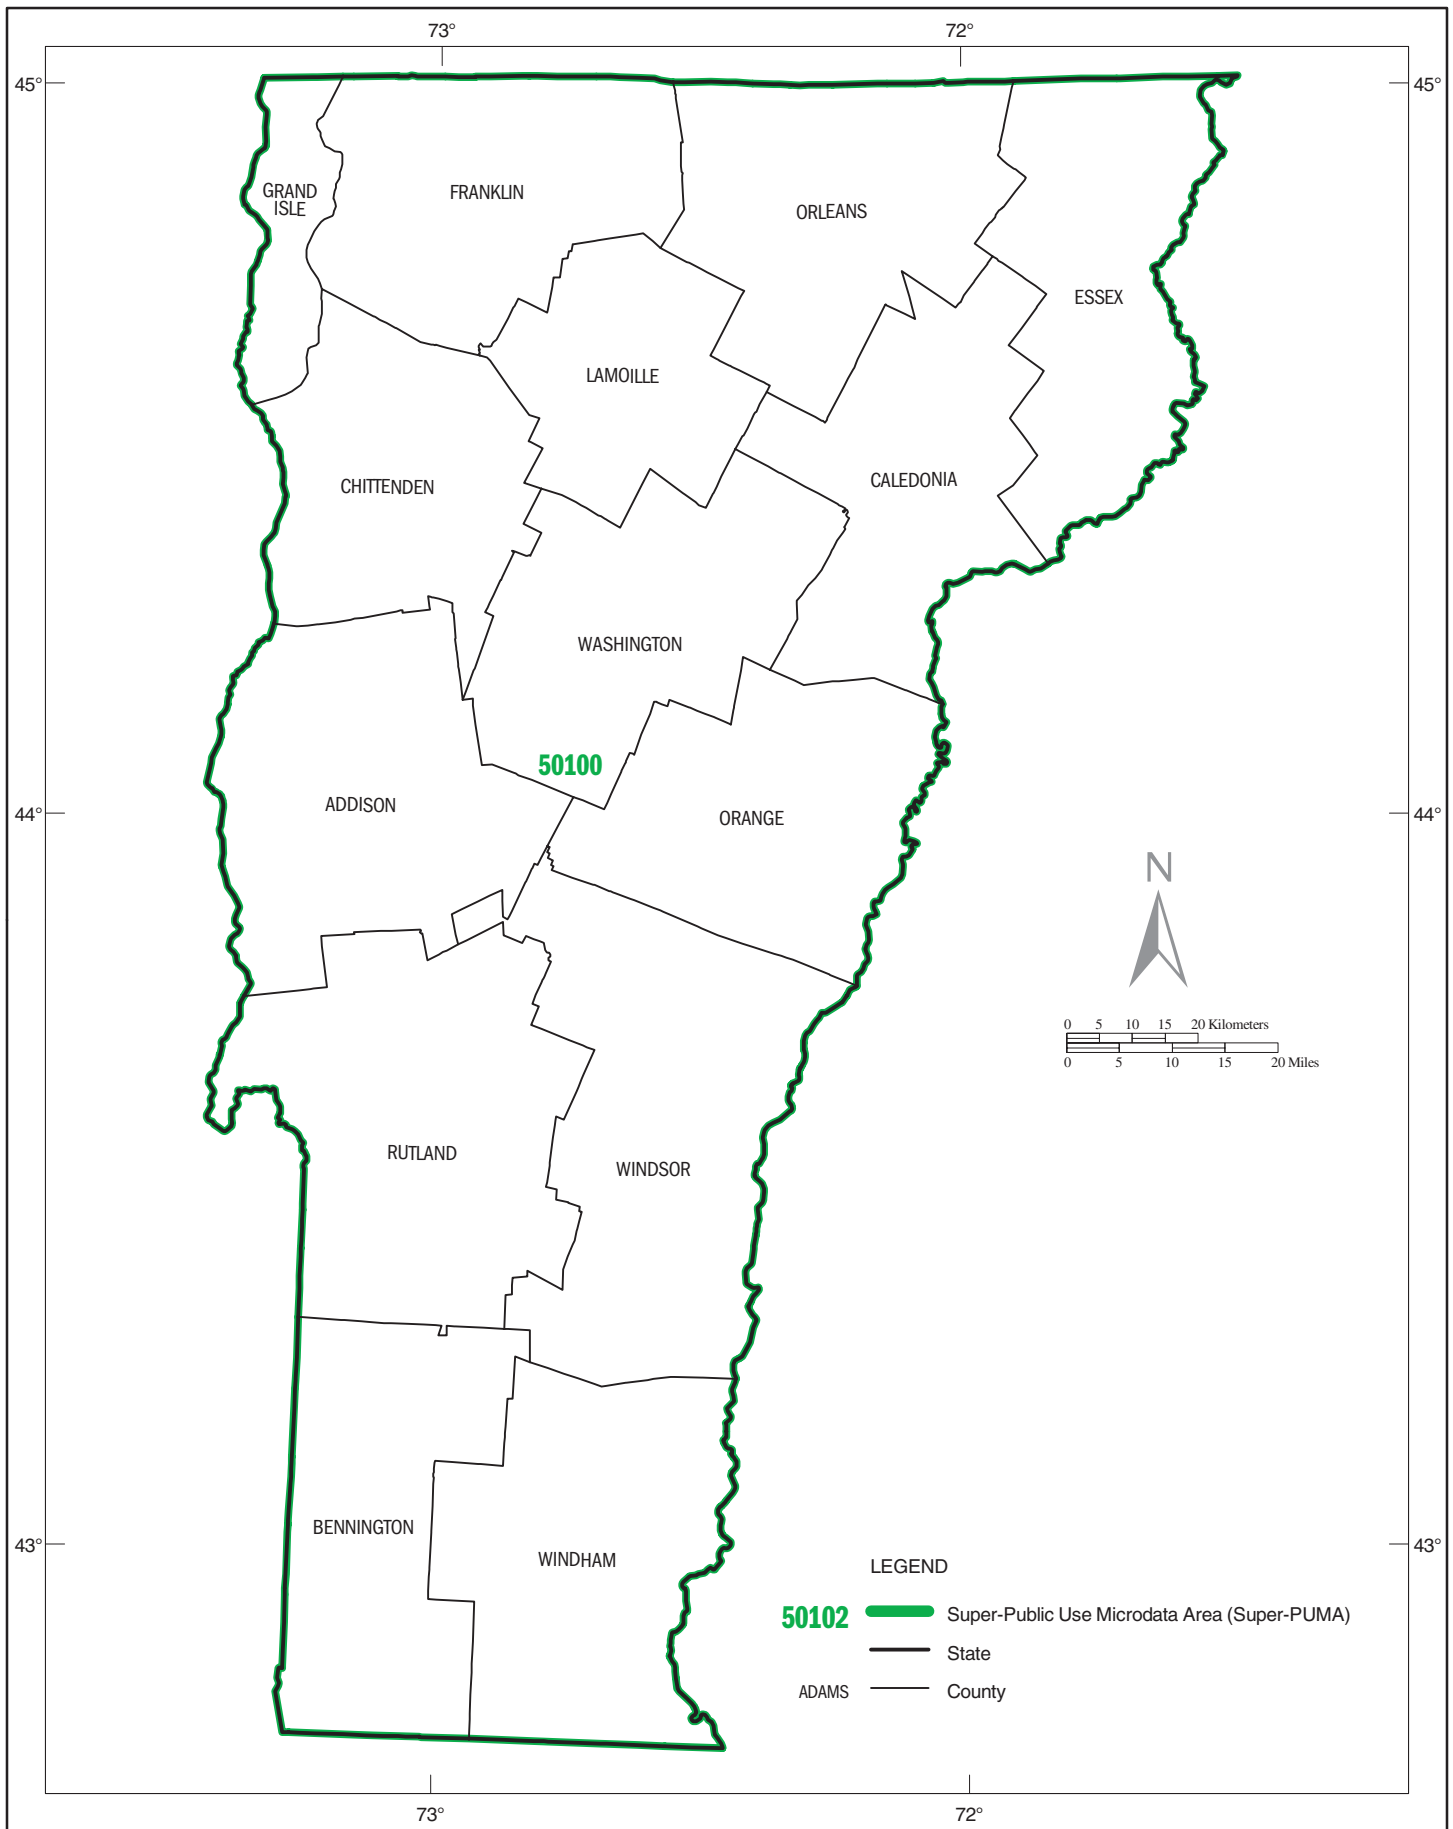 73°
72°
45°
45°
GRAND
ISLE
FRANKLIN
ORLEANS
ESSEX
LAMOILLE
CHITTENDEN
CALEDONIA
WASHINGTON
50100
ADDISON
ORANGE
44°
44°
N
0 5 10 15 20 Kilometers
0 5 10 15 20 Miles
RUTLAND
WINDSOR
BENNINGTON
WINDHAM
43°
43°
LEGEND
50102 Super-Public Use Microdata Area (Super-PUMA)
State
ADAMS County
73°
72°